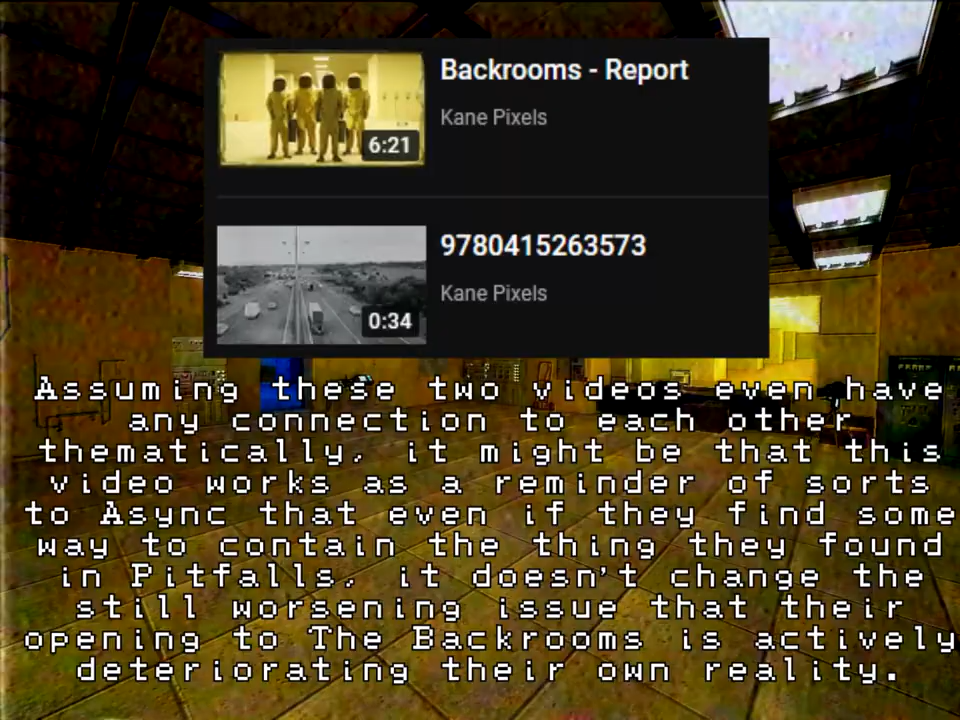 Backrooms - Report
Kane Pixels
6:21
9780415263573
Kane Pixels
0:34
Assuming these two videos even have
any connection to each other
thematically, it might be that this
video works as a reminder of sorts
to Async that even if they find some
way to contain the thing they found
in Pitfalls, it doesn't change the
still worsening issue that their
opening to The Backrooms is actively
deteriorating their own reality.